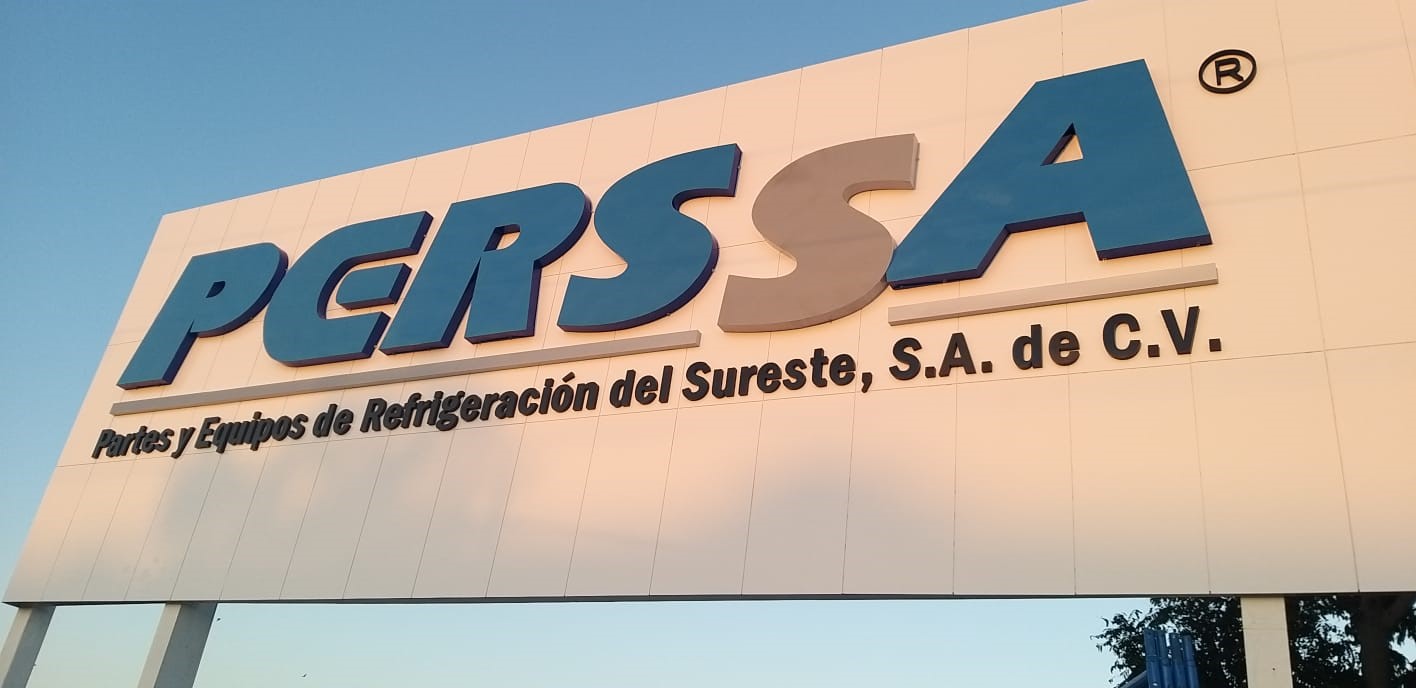 PERSSA®
Partes y Equipos de Refrigeración del Sureste, S.A. de C.V.